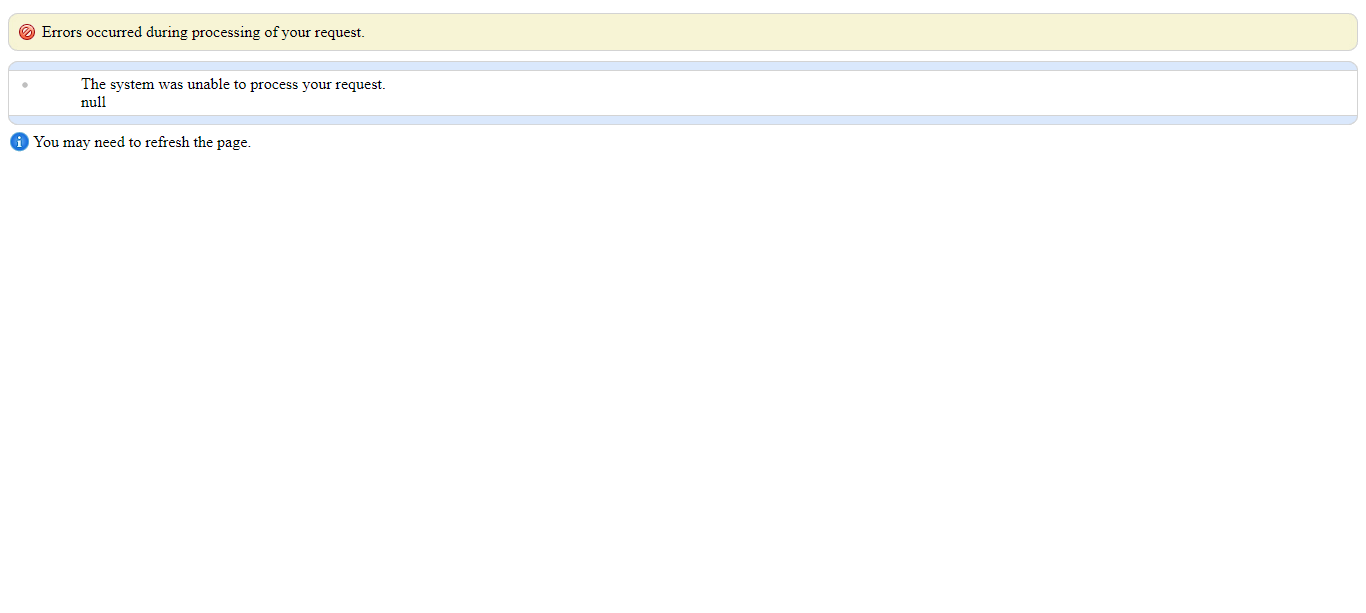 Errors occurred during processing of your request.
The system was unable to process your request.
null
You may need to refresh the page.